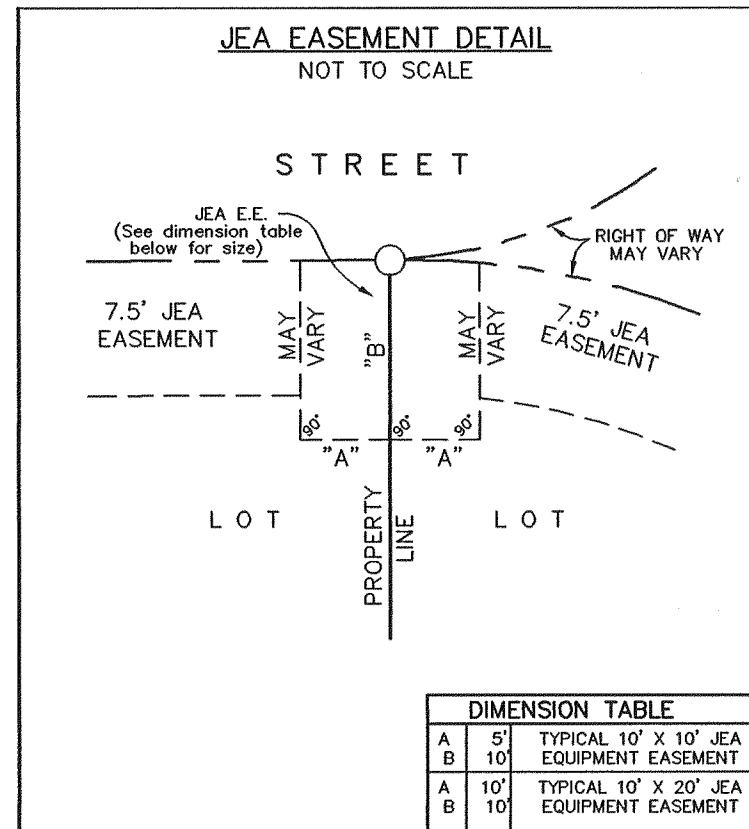 JEA EASEMENT DETAIL
NOT TO SCALE
STREET
JEA E.E.
(See dimension table
below for size)
RIGHT OF WAY
MAY VARY
7.5' JEA
EASEMENT
MAY
VARY
"B"
MAY
VARY
7.5' JEA
EASEMENT
90°
90°
90°
"A"
"A"
LOT
PROPERTY
LINE
LOT
DIMENSION TABLE
A 5' TYPICAL 10' X 10' JEA
B 10' EQUIPMENT EASEMENT
A 10' TYPICAL 10' X 20' JEA
B 10' EQUIPMENT EASEMENT